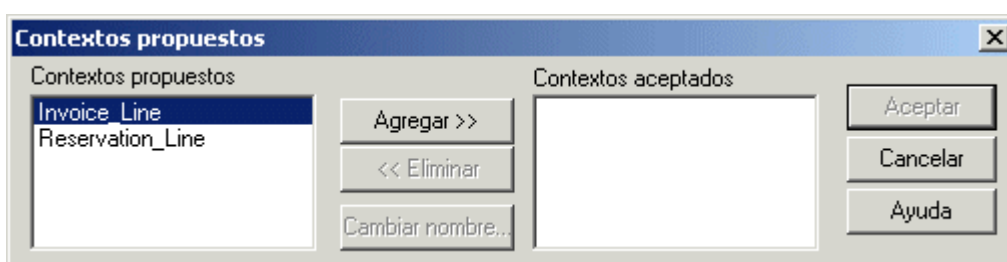 Contextos propuestos
Contextos propuestos
Contextos aceptados
Invoice_Line
Reservation_Line
Agregar >>
<< Eliminar
Cambiar nombre...
Aceptar
Cancelar
Ayuda